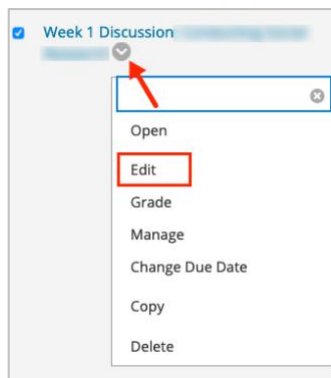 Week 1 Discussion
Open
Edit
Grade
Manage
Change Due Date
Copy
Delete